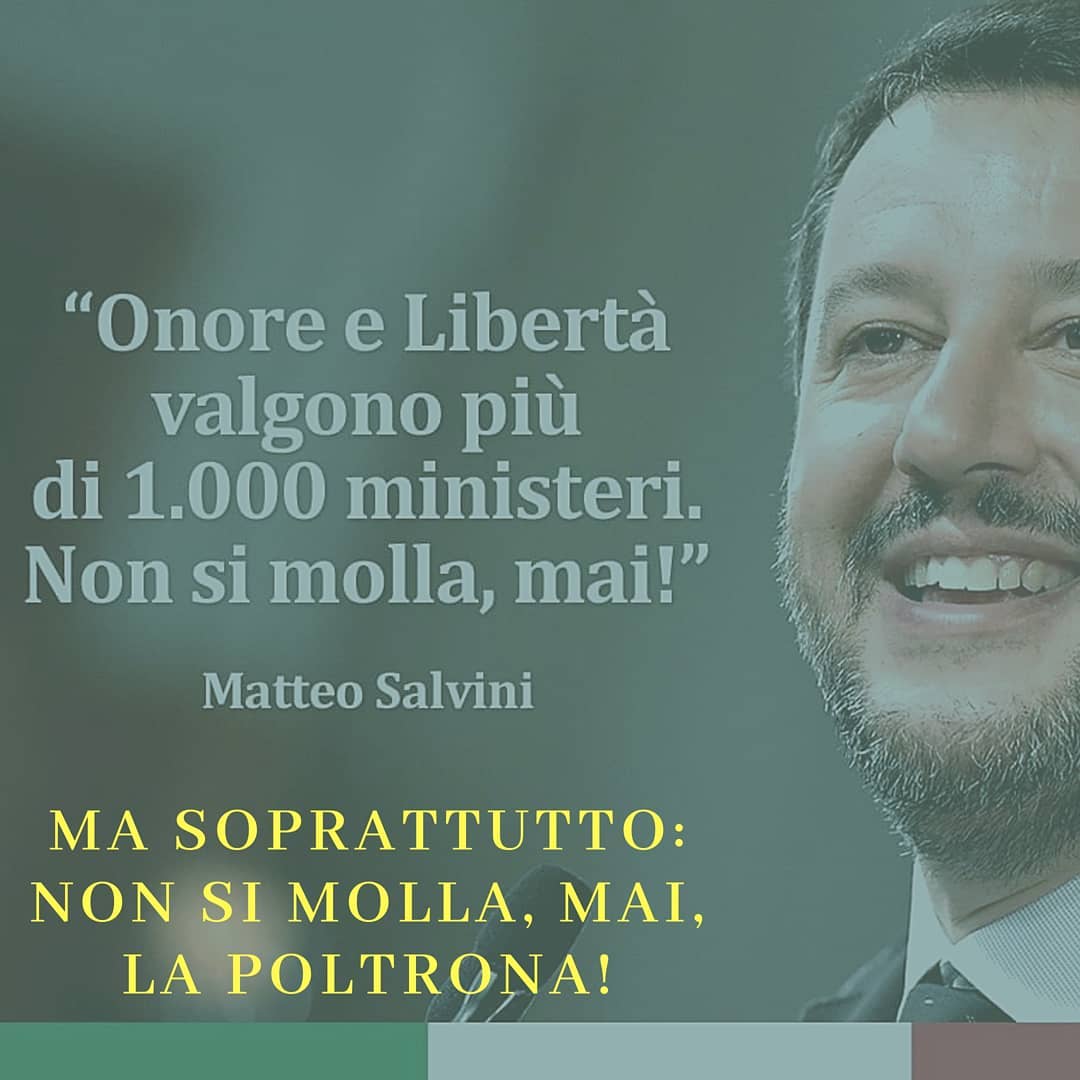 “Onore e Libertà
valgono più
di 1.000 ministeri.
Non si molla, mai!”
Matteo Salvini
MA SOPRATTUTTO:
NON SI MOLLA, MAI,
LA POLTRONA!